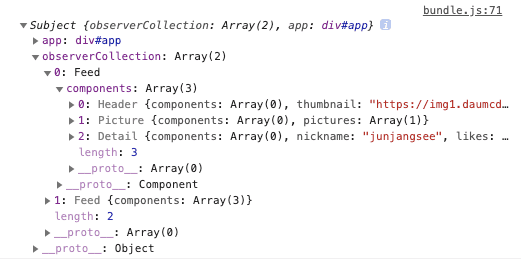 bundle.js:71
▼Subject {observerCollection: Array(2), app: div#app} i
▶app: div#app
▼observerCollection: Array(2)
▼0: Feed
▼components: Array(3)
▶0: Header {components: Array(0), thumbnail: "https://img1.daumcd…
▶1: Picture {components: Array(0), pictures: Array(1)}
▶2: Detail {components: Array(0), nickname: "junjangsee", likes: …
length: 3
▶__proto__: Array(0)
▶__proto__: Component
▶1: Feed {components: Array(3)}
length: 2
▶__proto__: Array(0)
▶__proto__: Object